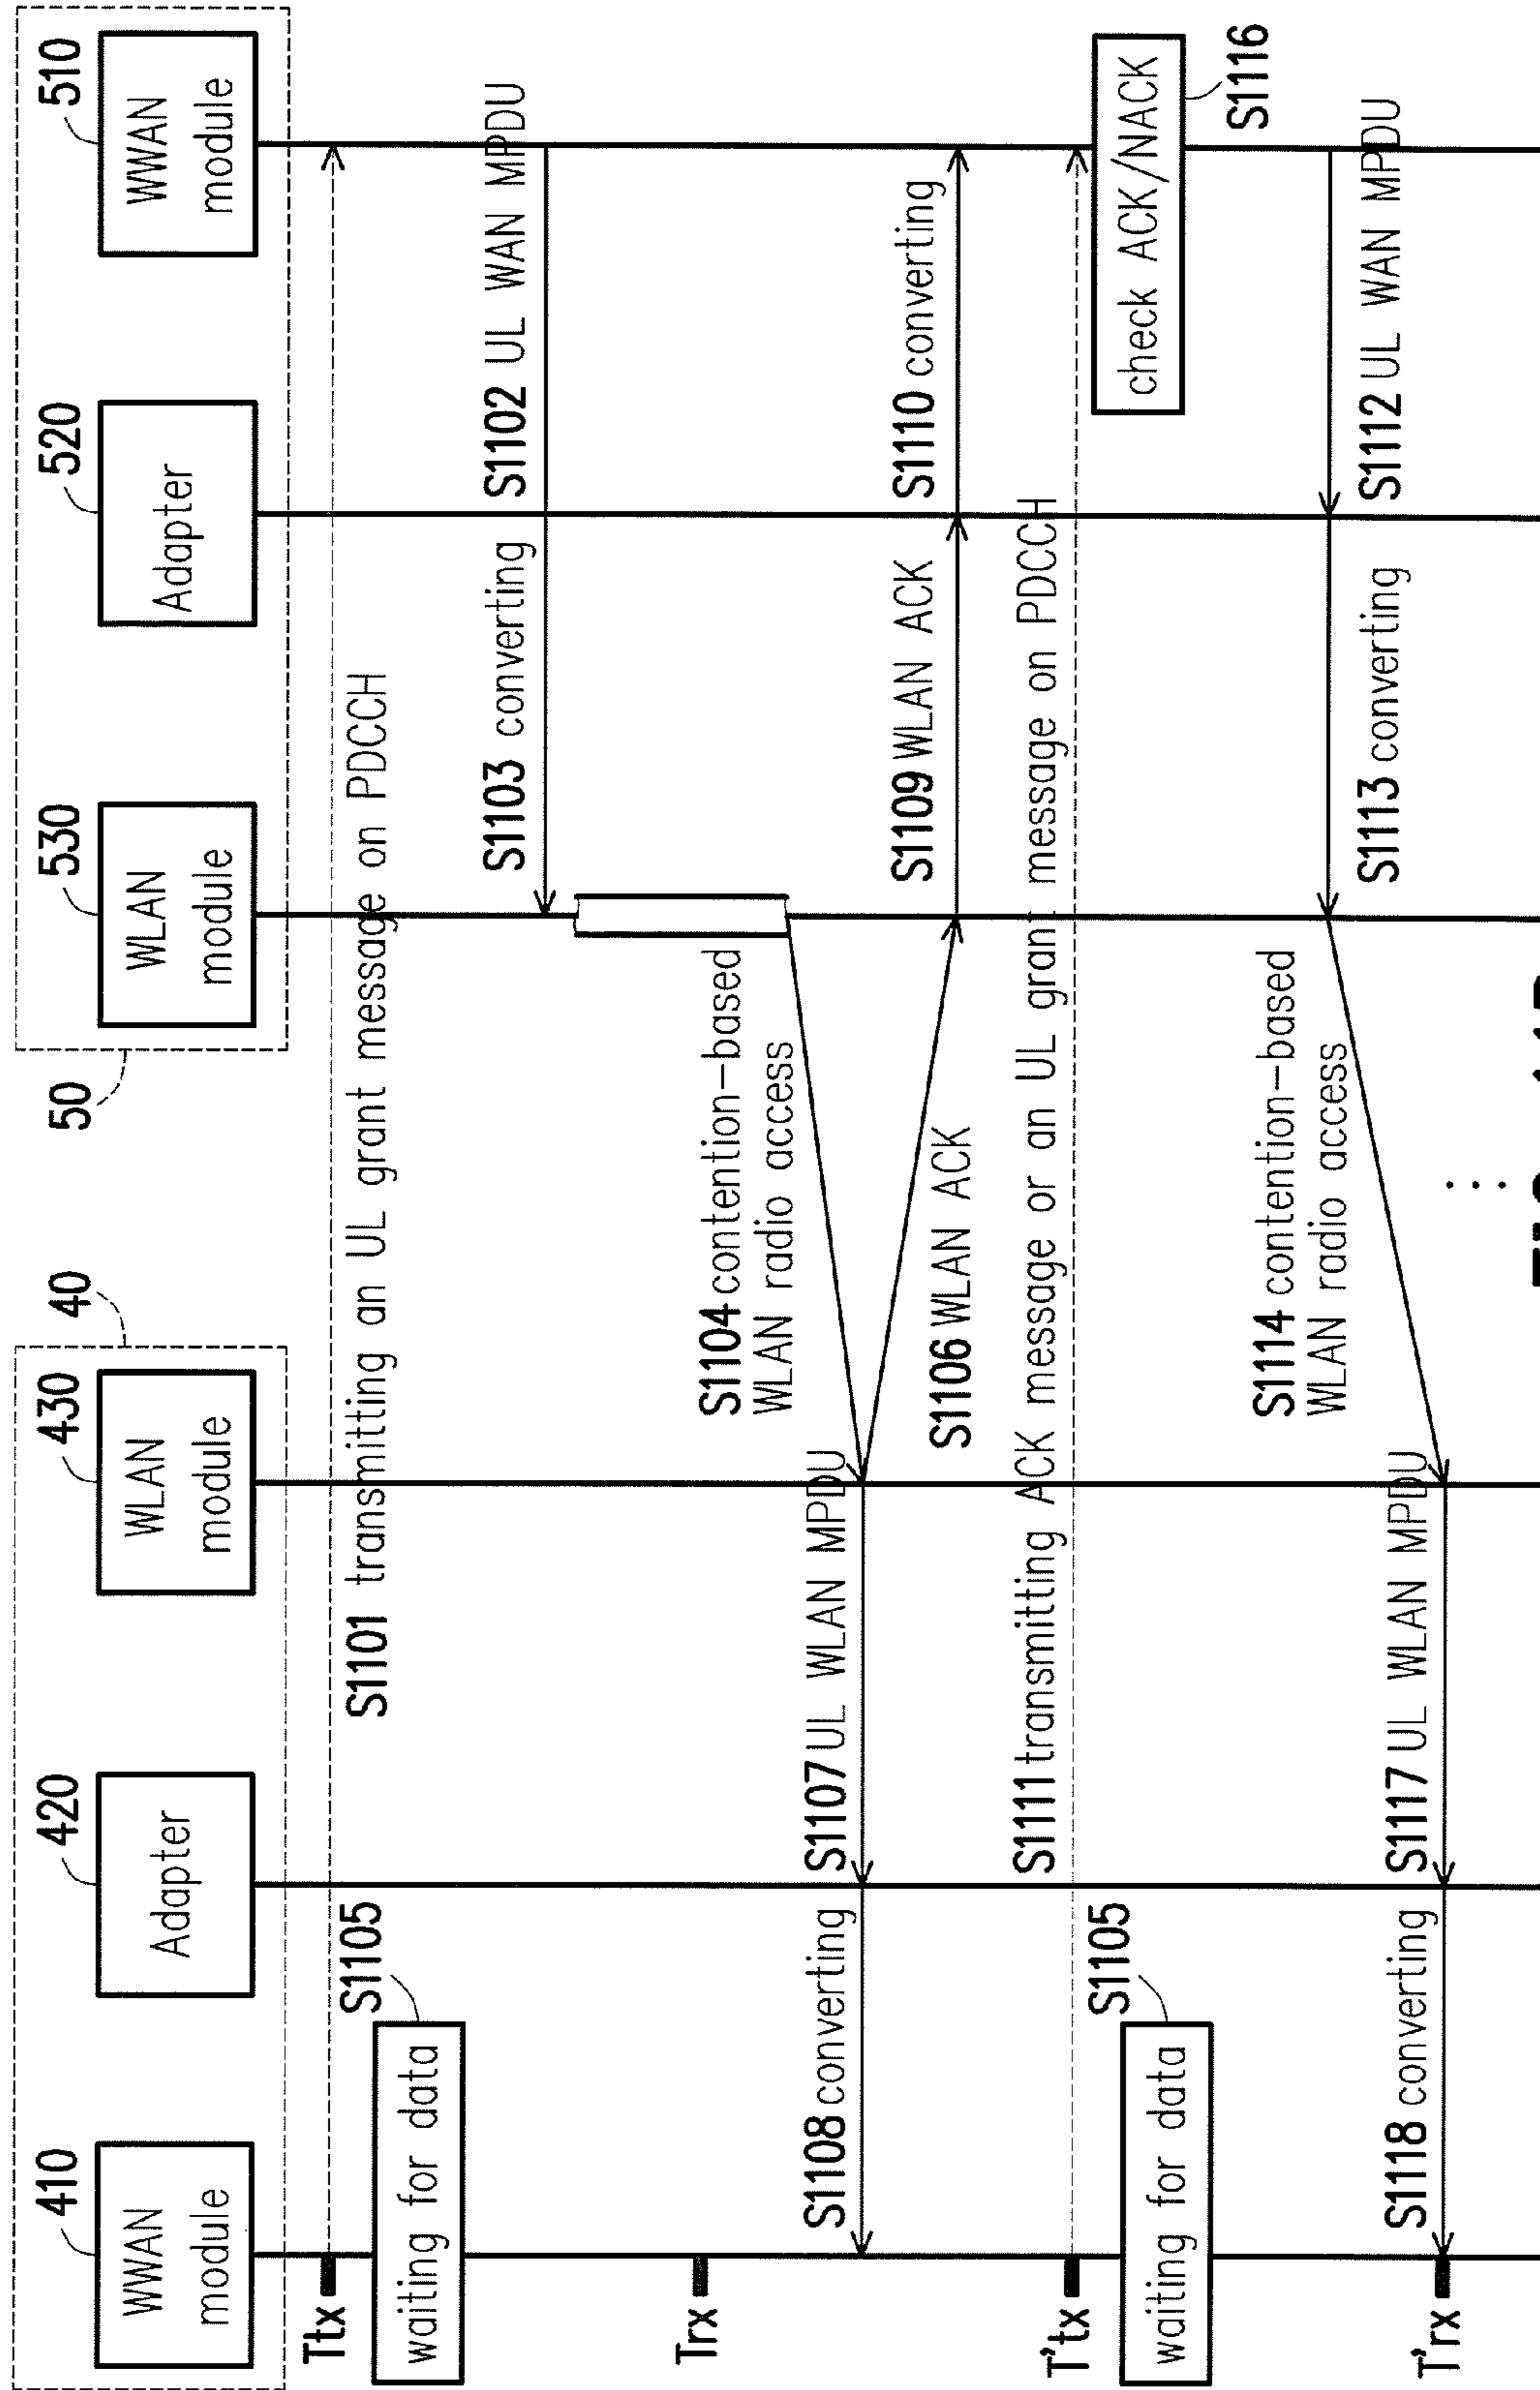 40
50
410
420
430
530
520
510
WWAN
module
Adapter
WLAN
module
WLAN
module
Adapter
WWAN
module
Ttx
S1101 transmitting an UL grant message on PDCCH
S1105
waiting for data
S1102 UL WAN MPDU
S1103 converting
Trx
S1104 contention-based
WLAN radio access
S1107 UL WLAN MPDU
S1108 converting
S1106 WLAN ACK
S1109 WLAN ACK
S1110 converting
T'tx
S1111 transmitting ACK message or an UL grant message on PDCCH
S1105
waiting for data
check ACK/NACK
S1116
S1112 UL WAN MPDU
S1113 converting
S1114 contention-based
WLAN radio access
S1117 UL WLAN MPDU
S1118 converting
T'rx